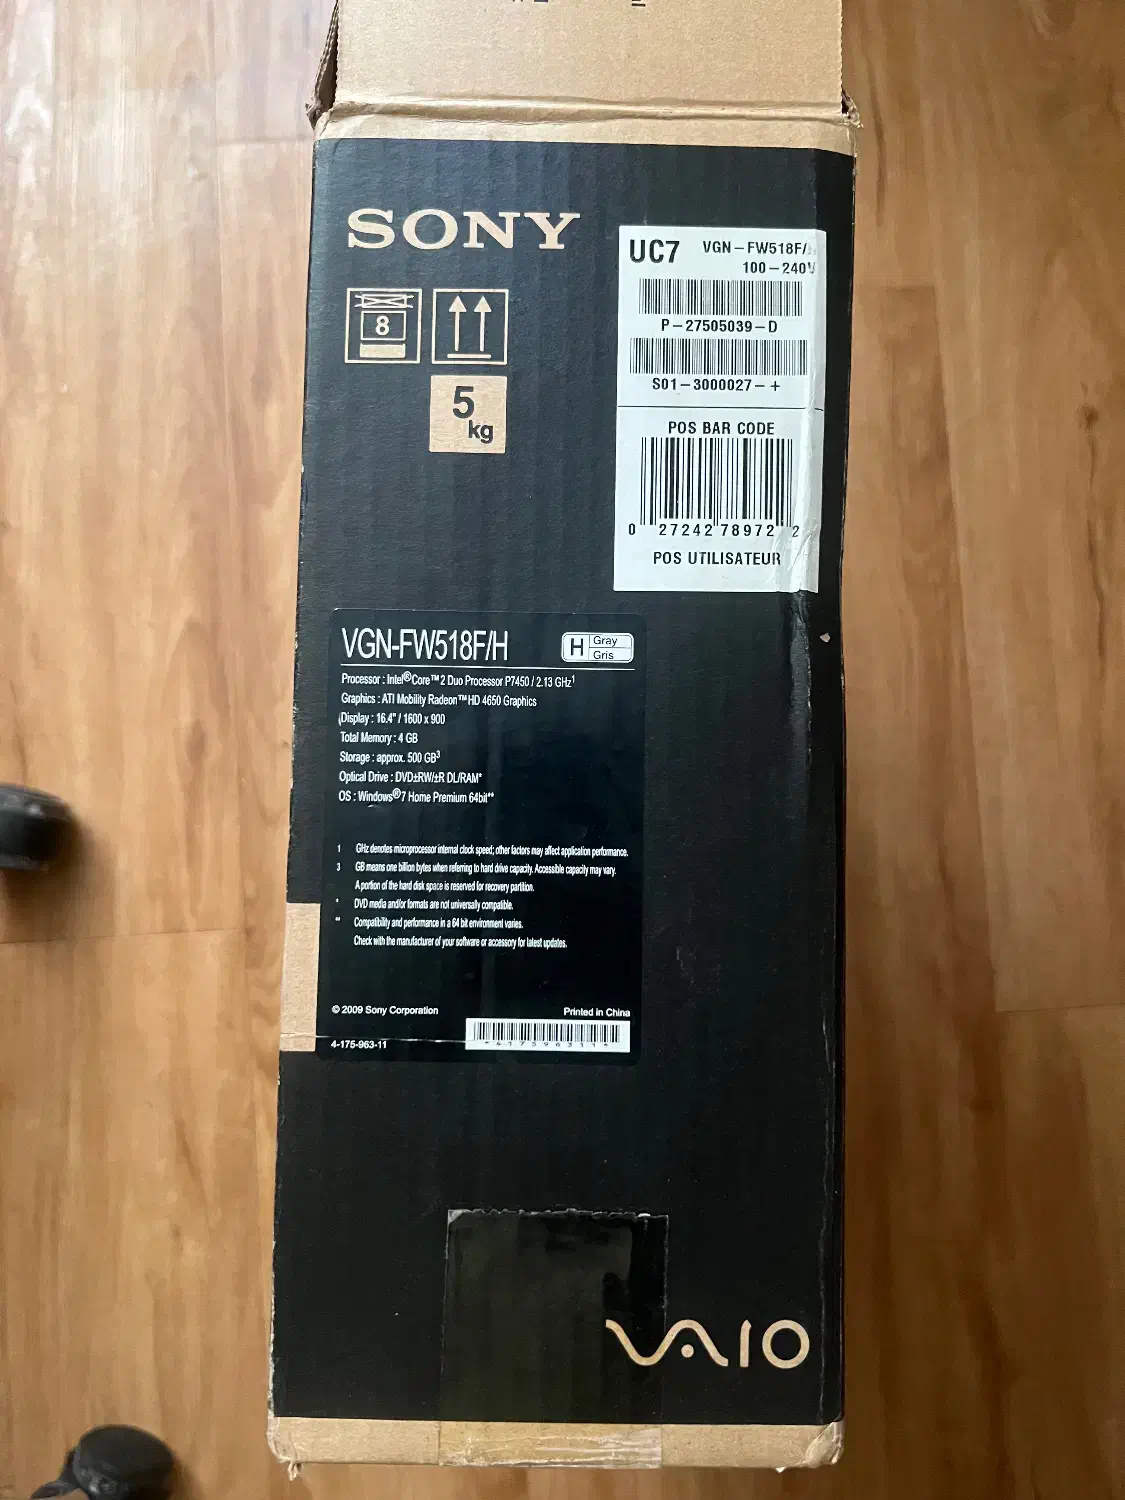 SONY
8
5
kg
UC7 VGN-FW518F/
100-240V
P-27505039-D
S01-3000027-+
POS BAR CODE
0 27242 78972 2
POS UTILISATEUR
VGN-FW518F/H
H Gray
Gris
Processor : Intel®Core™2 Duo Processor P7450 / 2.13 GHz1
Graphics : ATI Mobility Radeon™HD 4650 Graphics
Display : 16.4" / 1600 x 900
Total Memory : 4 GB
Storage : approx. 500 GB3
Optical Drive : DVD±RW/±R DL/RAM*
OS : Windows®7 Home Premium 64bit**
1 GHz denotes microprocessor internal clock speed; other factors may affect application performance.
3 GB means one billion bytes when referring to hard drive capacity. Accessible capacity may vary.
A portion of the hard disk space is reserved for recovery partition.
* DVD media and/or formats are not universally compatible.
** Compatibility and performance in a 64 bit environment varies.
Check with the manufacturer of your software or accessory for latest updates.
© 2009 Sony Corporation
Printed in China
4-175-963-11
*417596311*
VAIO